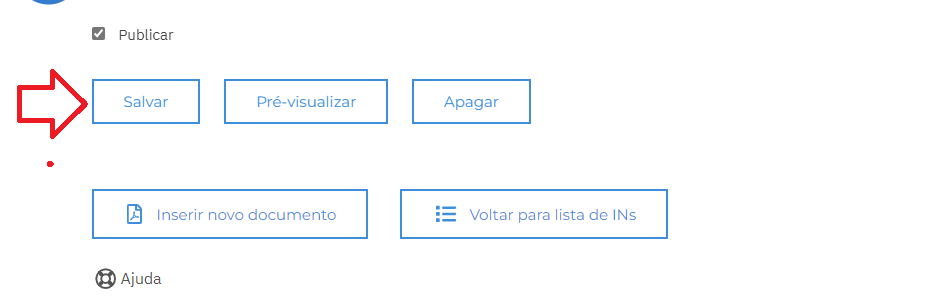 Publicar
Salvar Pré-visualizar Apagar
Inserir novo documento Voltar para lista de INs
Ajuda